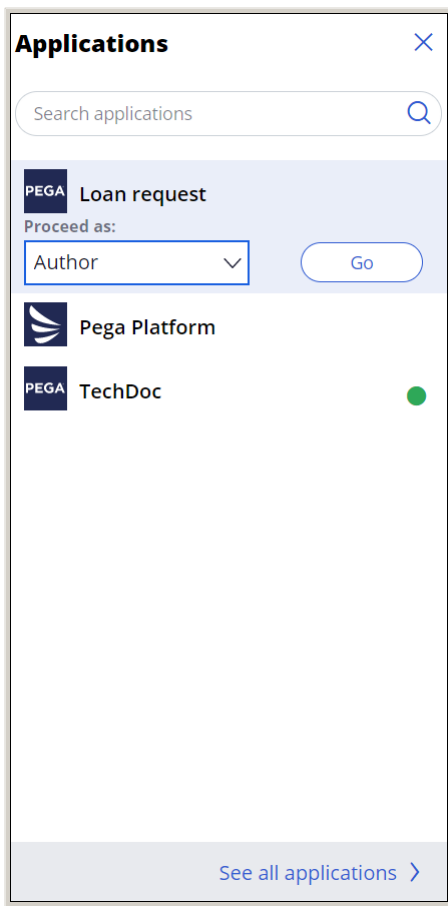 Applications
Search applications
PEGA Loan request
Proceed as:
Author Go
Pega Platform
PEGA TechDoc
See all applications